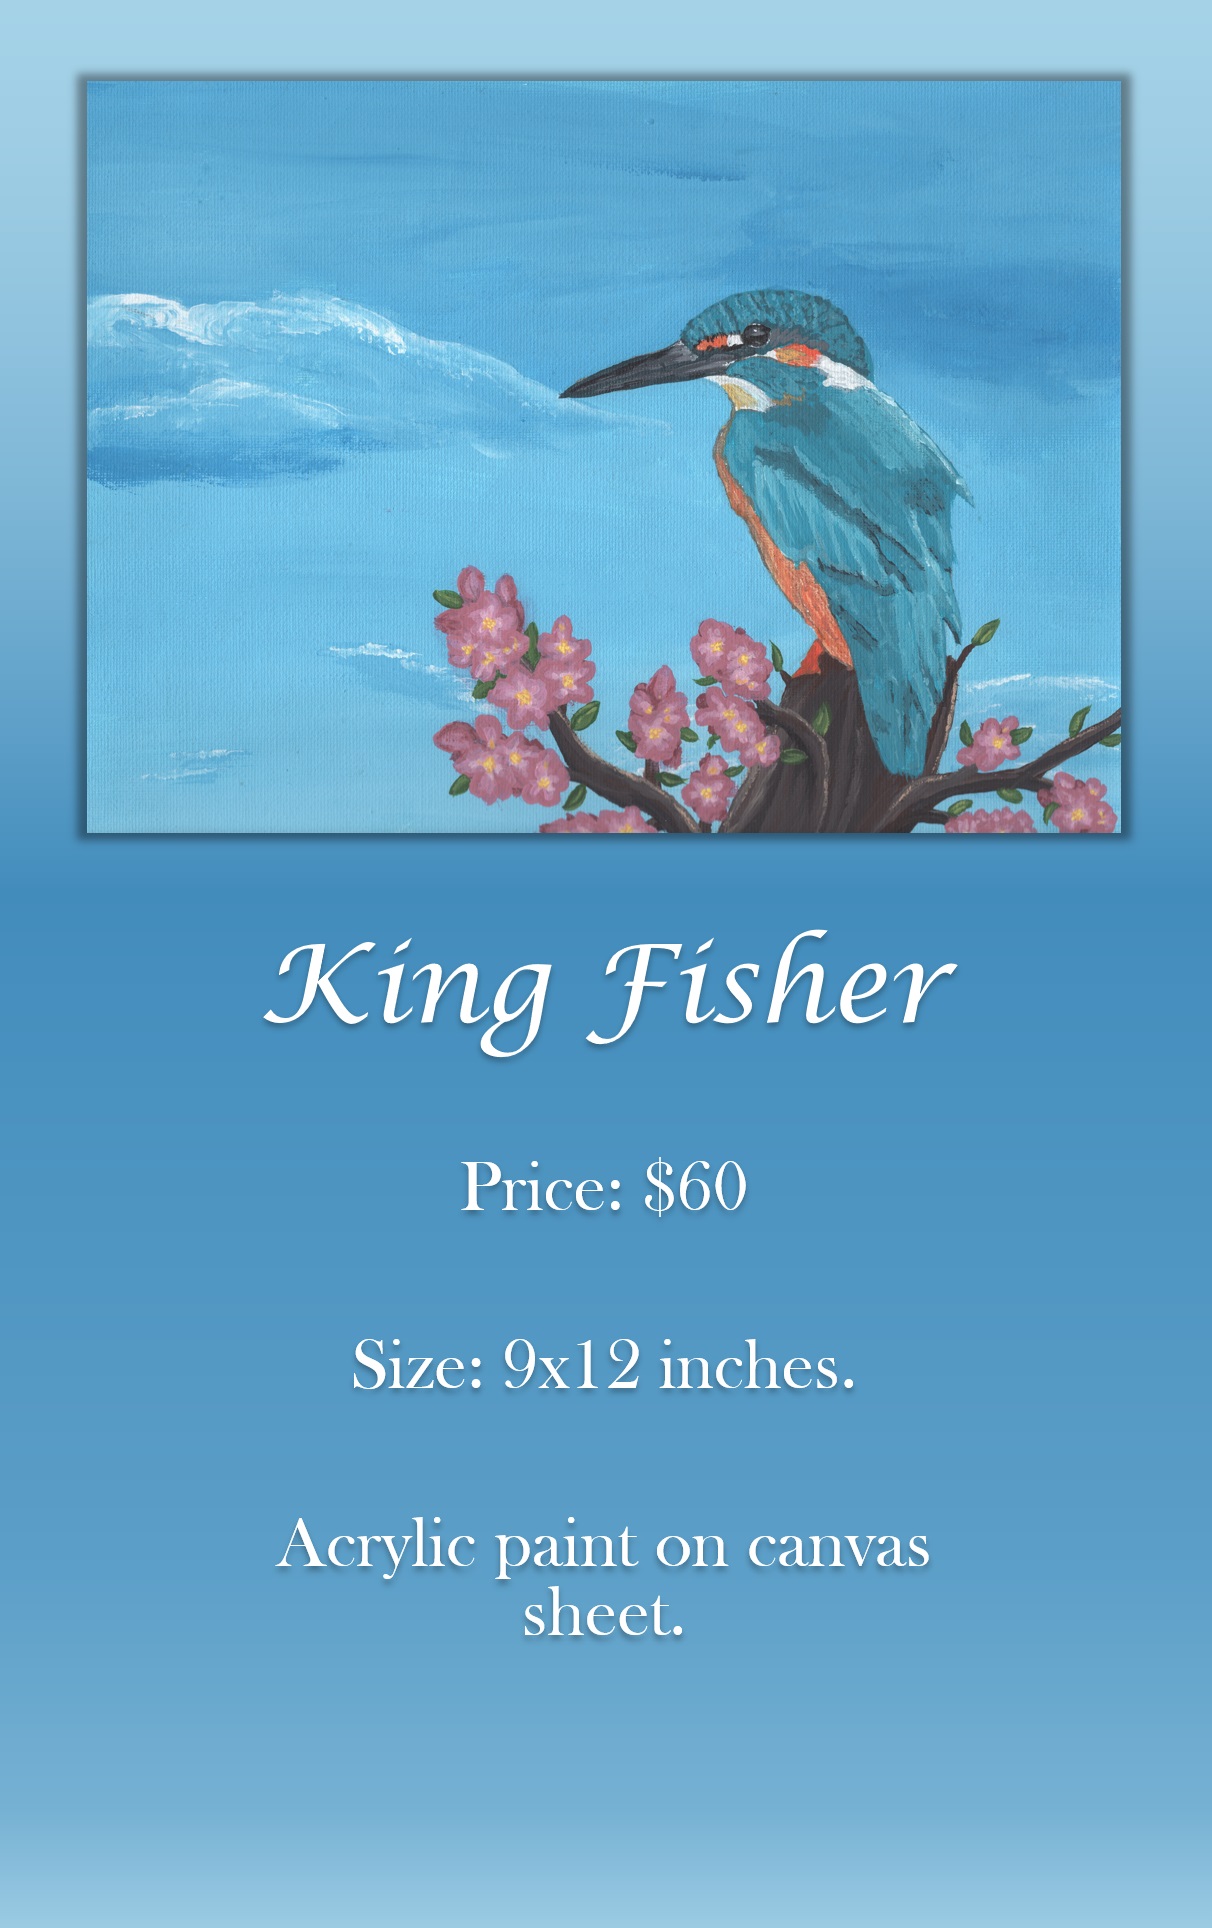 King Fisher
Price: $60
Size: 9x12 inches.
Acrylic paint on canvas
sheet.